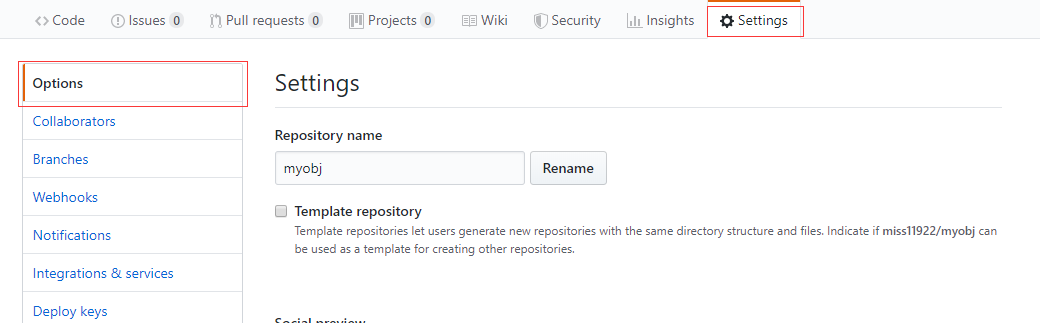 Code Issues 0 Pull requests 0 Projects 0 Wiki Security Insights Settings
Options
Collaborators
Branches
Webhooks
Notifications
Integrations & services
Deploy keys
Settings
Repository name
myobj Rename
Template repository
Template repositories let users generate new repositories with the same directory structure and files. Indicate if miss11922/myobj can
be used as a template for creating other repositories.
Social preview